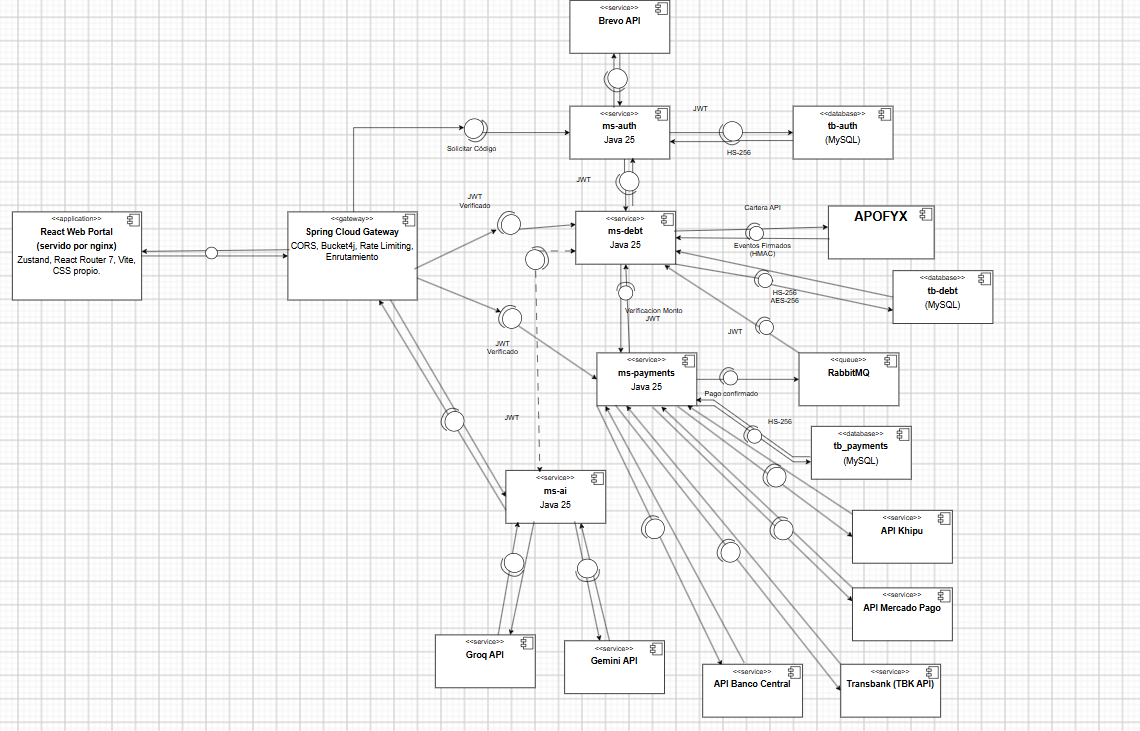 <<service>>
Brevo API
<<service>>
ms-auth
Java 25
JWT
HS-256
<<database>>
tb-auth
(MySQL)
Solicitar Código
JWT
JWT
Verificado
<<application>>
React Web Portal
(servido por nginx)
Zustand, React Router 7, Vite,
CSS propio.
<<gateway>>
Spring Cloud Gateway
CORS, Bucket4j, Rate Limiting,
Enrutamiento
<<service>>
ms-debt
Java 25
Cartera API
Eventos Firmados
(HMAC)
APOFYX
<<database>>
tb-debt
(MySQL)
HS-256
AES-256
Verificacion Monto
JWT
JWT
JWT
Verificado
<<service>>
ms-payments
Java 25
Pago confirmado
<<queue>>
RabbitMQ
HS-256
<<database>>
tb_payments
(MySQL)
JWT
<<service>>
ms-ai
Java 25
<<service>>
API Khipu
<<service>>
API Mercado Pago
<<service>>
Groq API
<<service>>
Gemini API
<<service>>
API Banco Central
<<service>>
Transbank (TBK API)